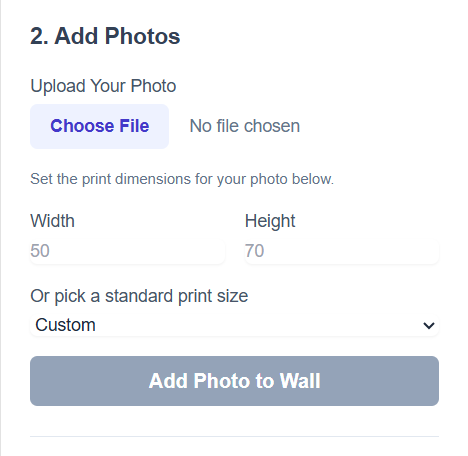 2. Add Photos
Upload Your Photo
Choose File No file chosen
Set the print dimensions for your photo below.
Width Height
50 70
Or pick a standard print size
Custom
Add Photo to Wall